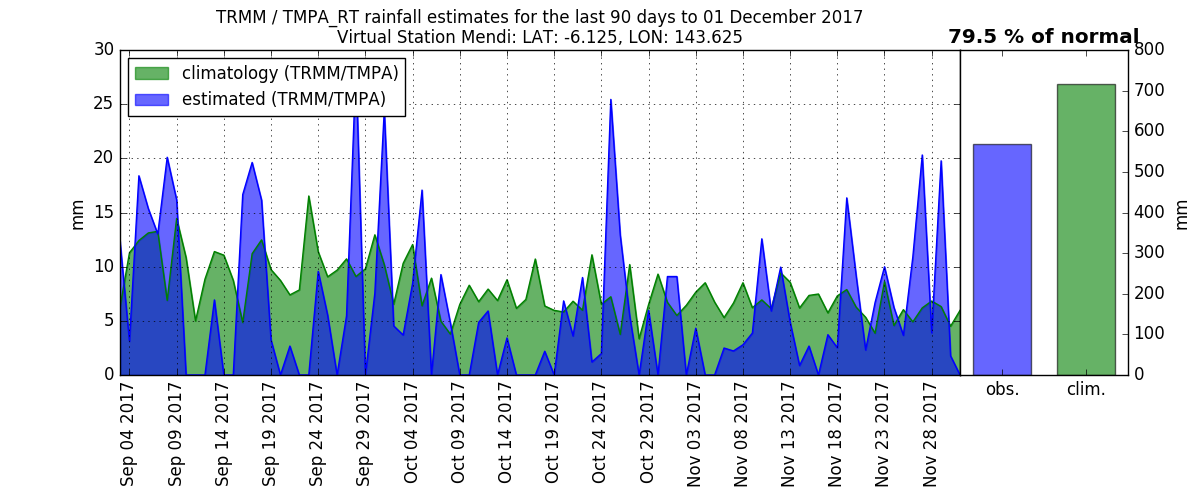 TRMM / TMPA_RT rainfall estimates for the last 90 days to 01 December 2017
Virtual Station Mendi: LAT: -6.125, LON: 143.625
79.5 % of normal
climatology (TRMM/TMPA)
estimated (TRMM/TMPA)
30
25
20
15
10
5
0
mm
Sep 04 2017
Sep 09 2017
Sep 14 2017
Sep 19 2017
Sep 24 2017
Sep 29 2017
Oct 04 2017
Oct 09 2017
Oct 14 2017
Oct 19 2017
Oct 24 2017
Oct 29 2017
Nov 03 2017
Nov 08 2017
Nov 13 2017
Nov 18 2017
Nov 23 2017
Nov 28 2017
800
700
600
500
400
300
200
100
0
mm
obs.
clim.